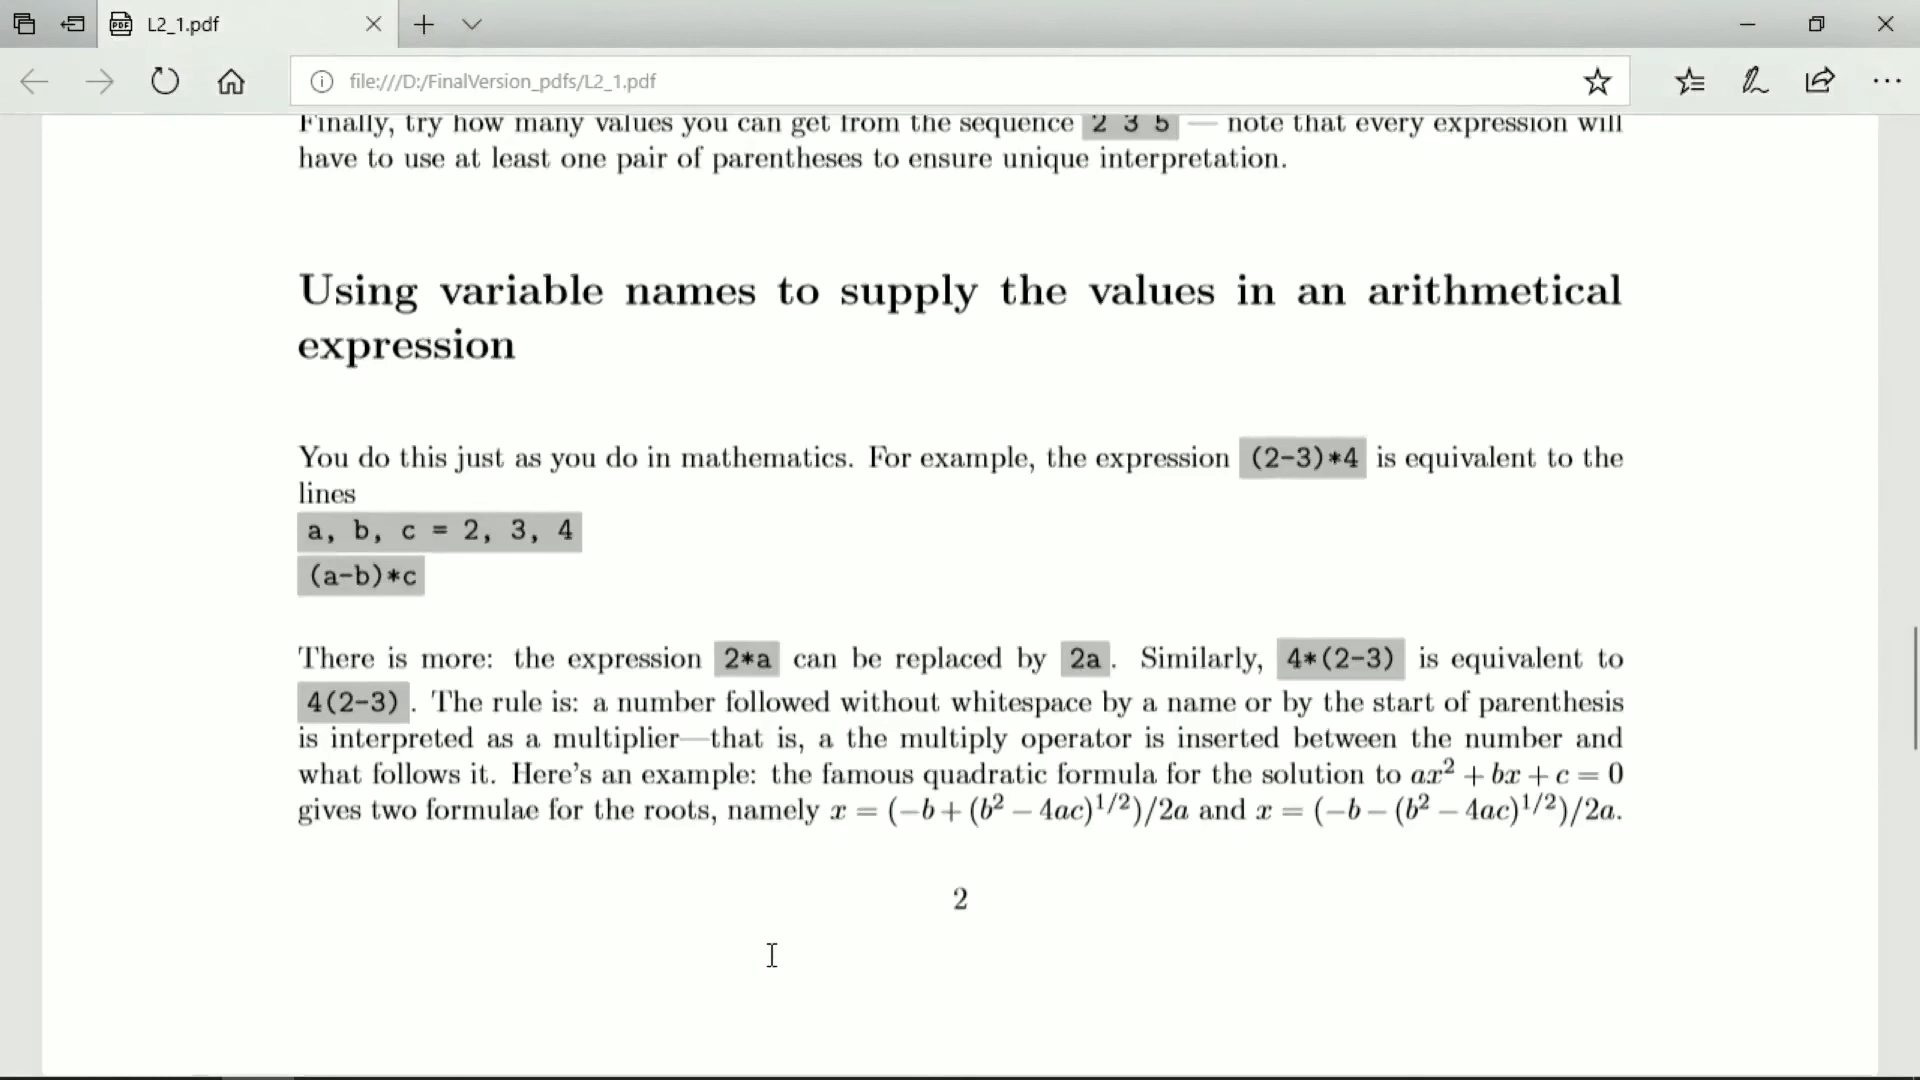 L2_1.pdf
file:///D:/FinalVersion_pdfs/L2_1.pdf
Finally, try how many values you can get from the sequence 2 3 5 — note that every expression will
have to use at least one pair of parentheses to ensure unique interpretation.
Using variable names to supply the values in an arithmetical
expression
You do this just as you do in mathematics. For example, the expression (2-3)*4 is equivalent to the
lines
a, b, c = 2, 3, 4
(a-b)*c
There is more: the expression 2*a can be replaced by 2a . Similarly, 4*(2-3) is equivalent to
4(2-3) . The rule is: a number followed without whitespace by a name or by the start of parenthesis
is interpreted as a multiplier—that is, a the multiply operator is inserted between the number and
what follows it. Here's an example: the famous quadratic formula for the solution to ax² + bx + c = 0
gives two formulae for the roots, namely x = (−b + (b² − 4ac)^1/2)/2a and x = (−b − (b² − 4ac)^1/2)/2a.
2